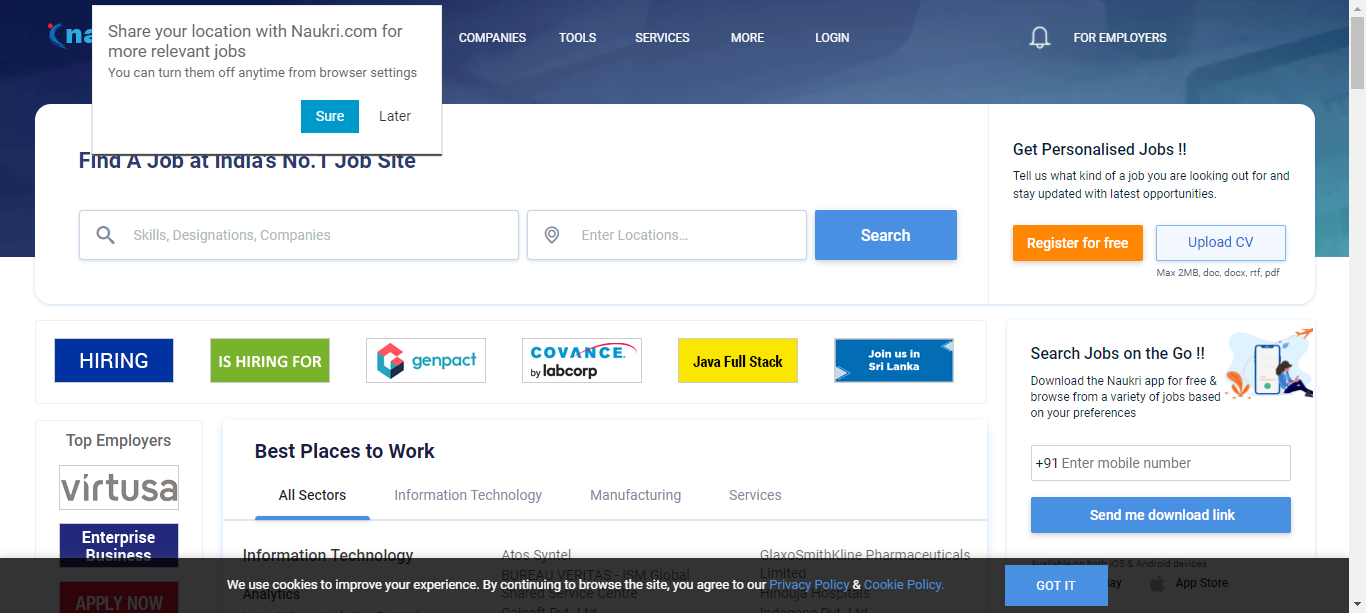 na
Share your location with Naukri.com for
more relevant jobs
You can turn them off anytime from browser settings
Sure
Later
COMPANIES
TOOLS
SERVICES
MORE
LOGIN
FOR EMPLOYERS
Find A Job at India's No.1 Job Site
Skills, Designations, Companies
Enter Locations...
Search
Get Personalised Jobs !!
Tell us what kind of a job you are looking out for and
stay updated with latest opportunities.
Register for free
Upload CV
Max 2MB, doc, docx, rtf, pdf
HIRING
IS HIRING FOR
genpact
COVANCE.
by labcorp
Java Full Stack
Join us in
Sri Lanka
Search Jobs on the Go !!
Download the Naukri app for free &
browse from a variety of jobs based
on your preferences
+91 Enter mobile number
Send me download link
Available on both iOS & Android devices
App Store
Top Employers
virtusa
Enterprise
Business
APPLY NOW
Best Places to Work
All Sectors
Information Technology
Manufacturing
Services
Information Technology
Analytics
Atos Syntel
BUREAU VERITAS - ISM Global
Shared Service Centre
Calsoft Pvt. Ltd
GlaxoSmithKline Pharmaceuticals
Limited
Hinduja Hospitals
Indogene Pvt. Ltd
We use cookies to improve your experience. By continuing to browse the site, you agree to our Privacy Policy & Cookie Policy.
GOT IT